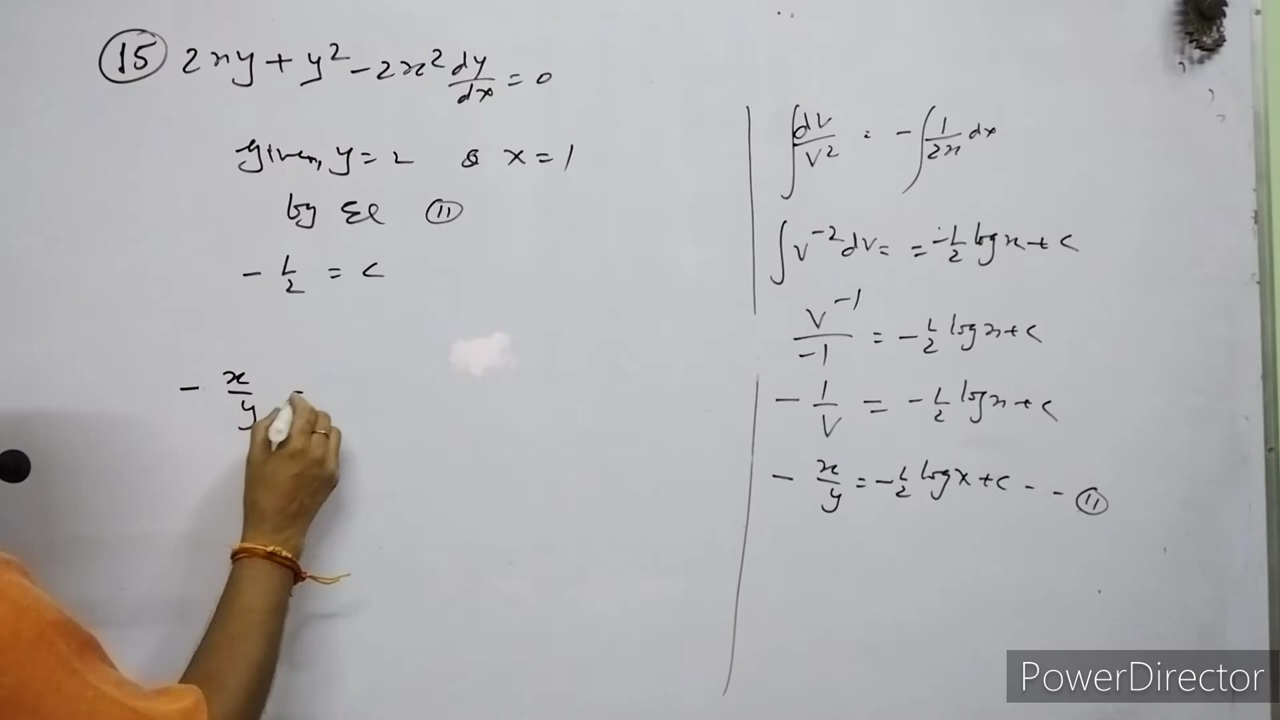 (15) 2xy + y² - 2x² dy/dx = 0
Given, y = 2 & x = 1
by Eq (11)
- 1/2 = c
- x/y =
∫ dv/v² = - ∫ 1/2x dx
∫ v⁻² dv = = - 1/2 log x + c
v⁻¹/-1 = - 1/2 log x + c
- 1/v = - 1/2 log x + c
- x/y = - 1/2 log x + c - - (11)
PowerDirector